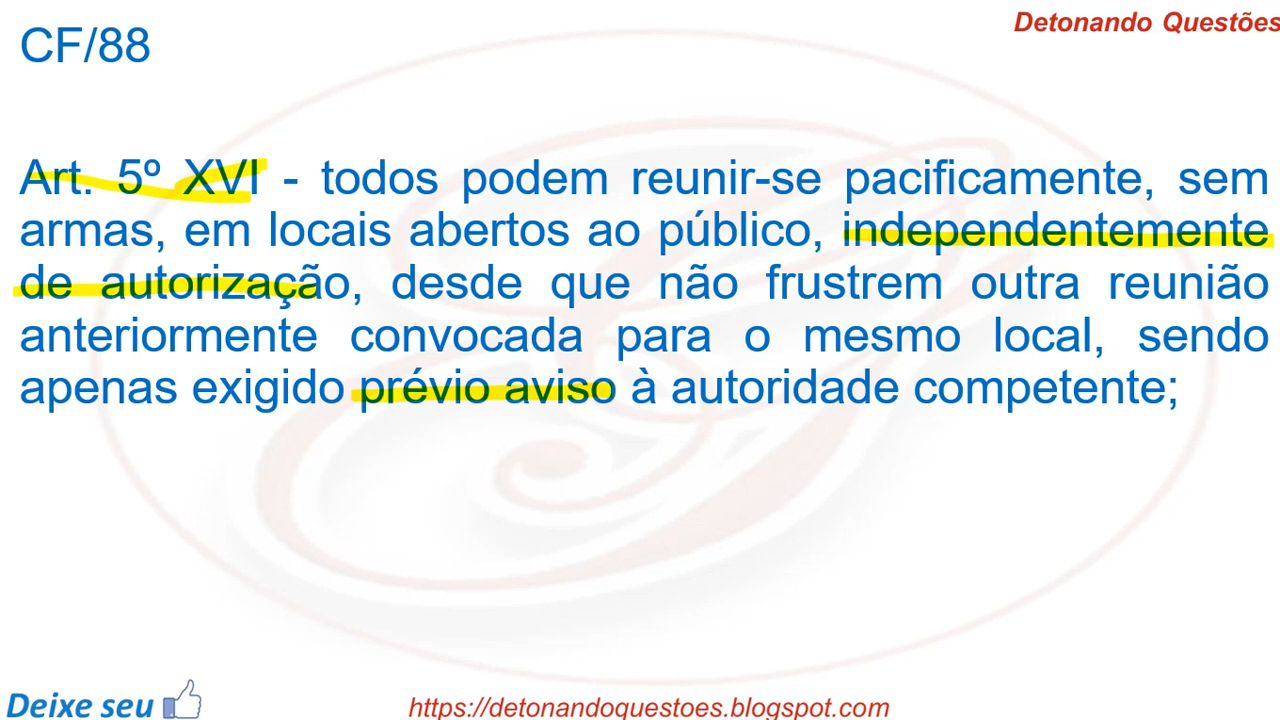 CF/88
Detonando Questões
Art. 5º XVI - todos podem reunir-se pacificamente, sem
armas, em locais abertos ao público, independentemente
de autorização, desde que não frustrem outra reunião
anteriormente convocada para o mesmo local, sendo
apenas exigido prévio aviso à autoridade competente;
Deixe seu
https://detonandoquestoes.blogspot.com